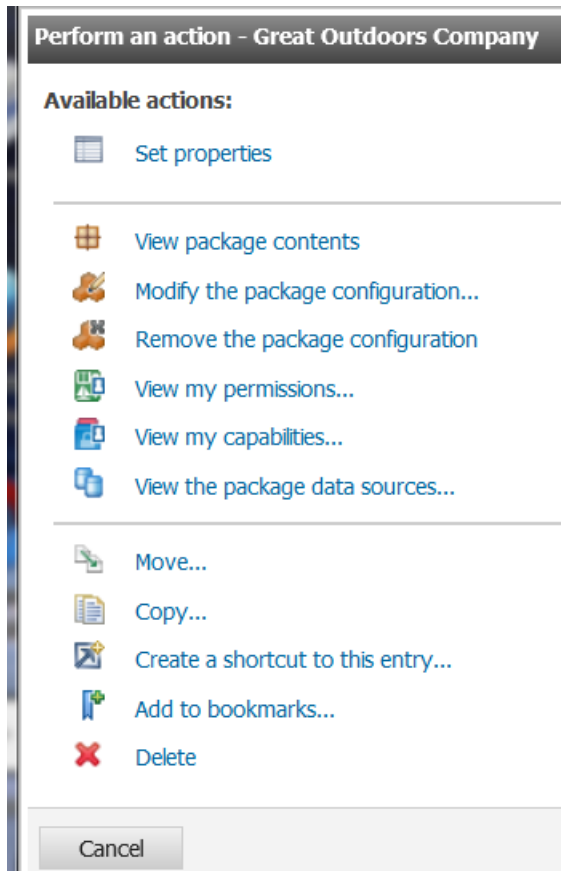 Perform an action - Great Outdoors Company
Available actions:
Set properties
View package contents
Modify the package configuration...
Remove the package configuration
View my permissions...
View my capabilities...
View the package data sources...
Move...
Copy...
Create a shortcut to this entry...
Add to bookmarks...
Delete
Cancel